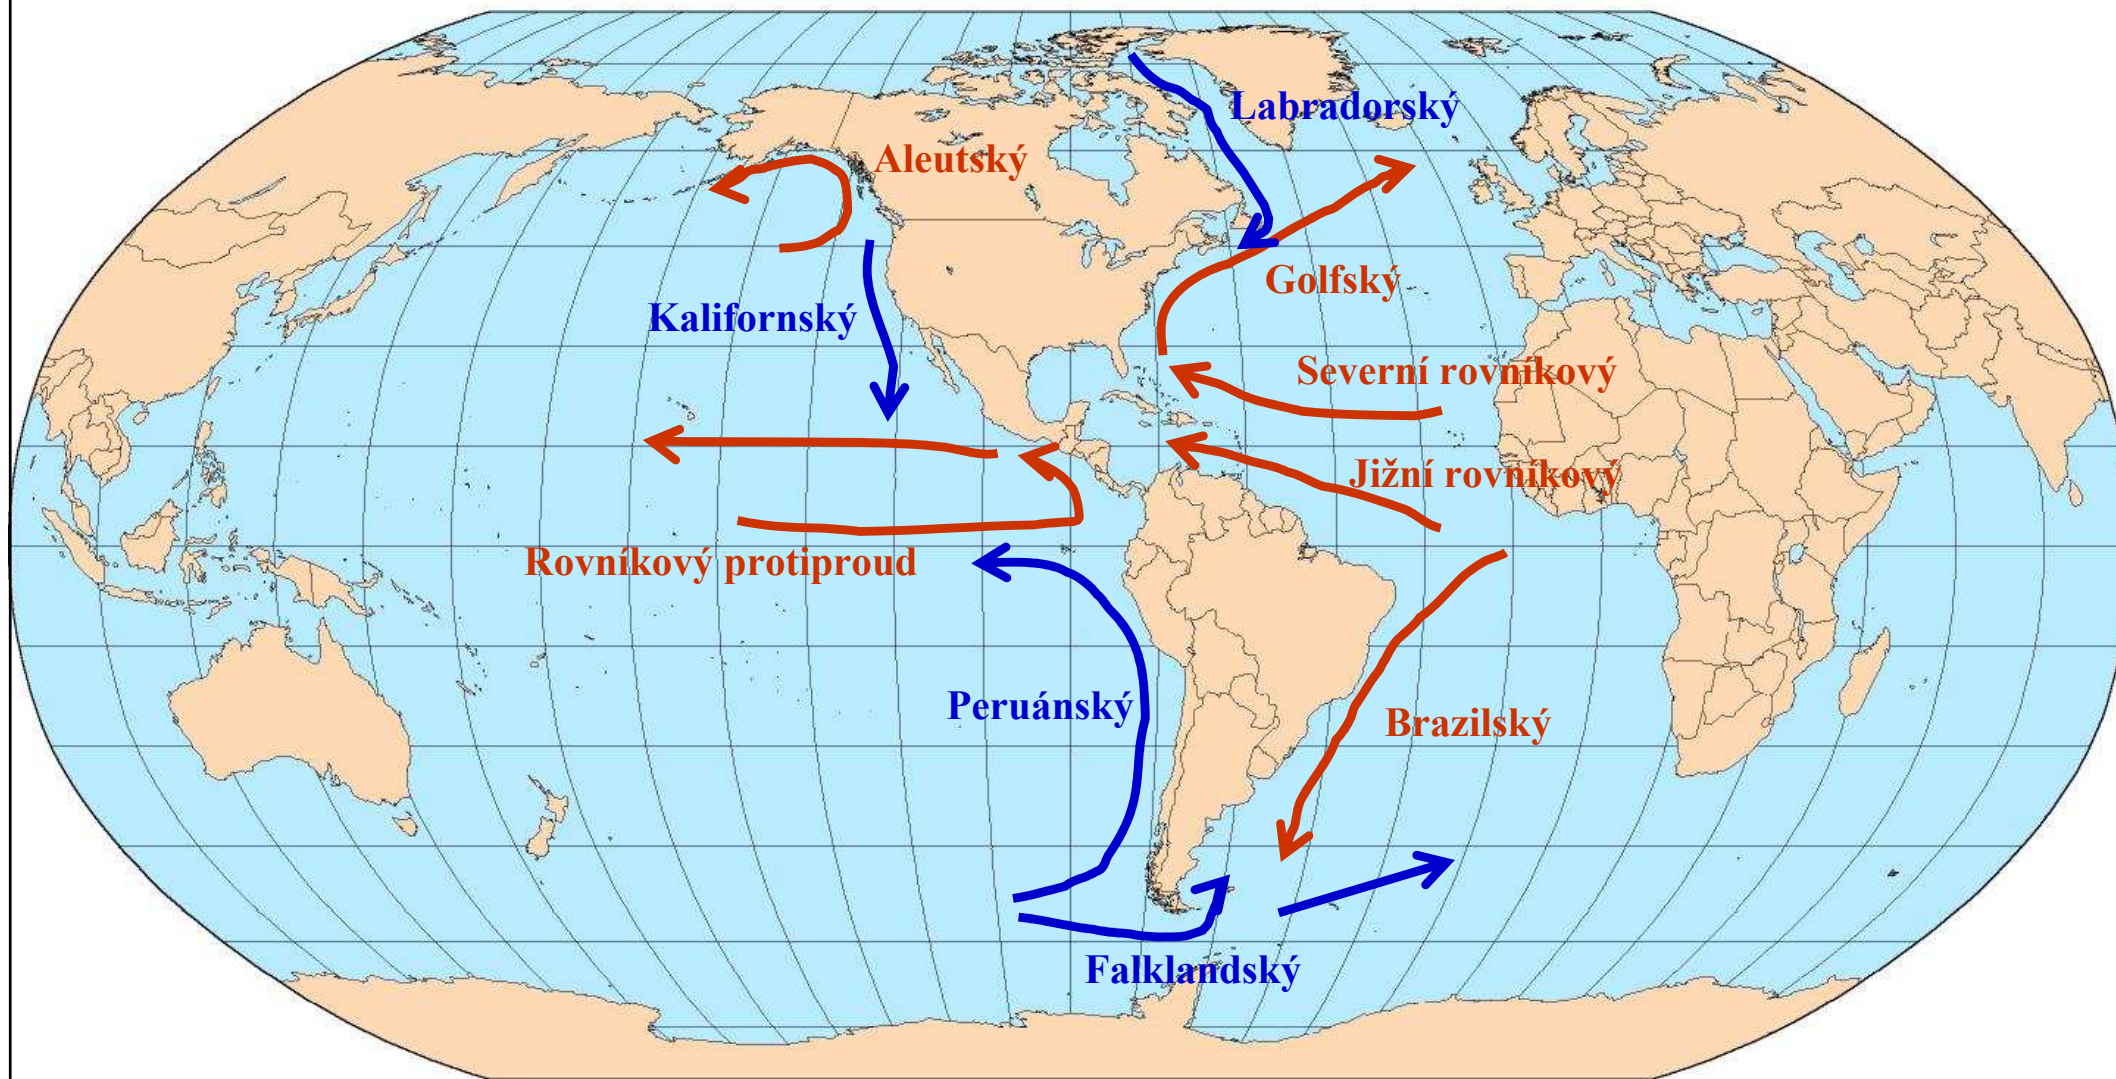 Labradorský
Aleutský
Golfský
Kalifornský
Severní rovníkový
Jižní rovníkový
Rovníkový protiproud
Peruánský
Brazilský
Falklandský